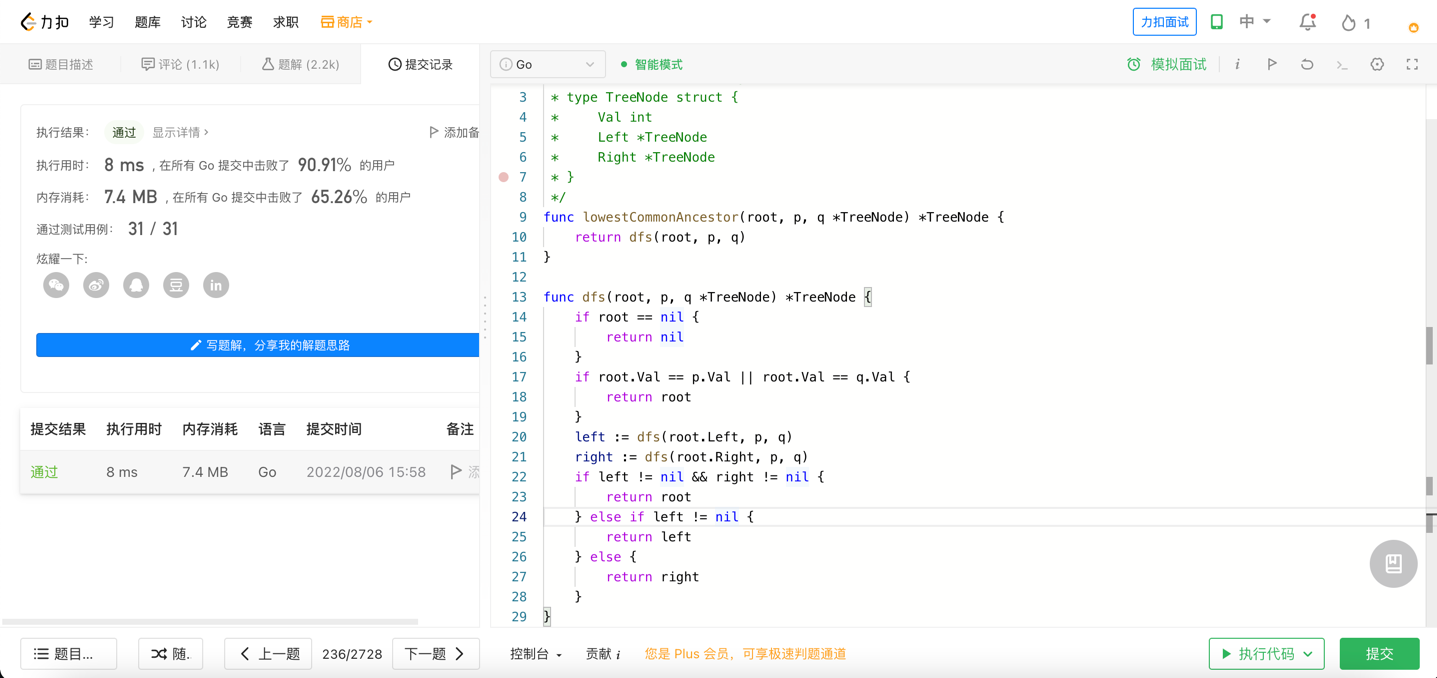 力扣 学习 题库 讨论 竞赛 求职 商店 力扣面试 中 1
题目描述 评论 (1.1k) 题解 (2.2k) 提交记录 Go 智能模式 模拟面试
执行结果： 通过 显示详情 › 添加备
执行用时： 8 ms , 在所有 Go 提交中击败了 90.91% 的用户
内存消耗： 7.4 MB , 在所有 Go 提交中击败了 65.26% 的用户
通过测试用例： 31 / 31
炫耀一下:
豆 in
写题解，分享我的解题思路
提交结果 执行用时 内存消耗 语言 提交时间 备注
通过 8 ms 7.4 MB Go 2022/08/06 15:58 添
3 * type TreeNode struct {
4 *     Val int
5 *     Left *TreeNode
6 *     Right *TreeNode
7 * }
8 */
9 func lowestCommonAncestor(root, p, q *TreeNode) *TreeNode {
10     return dfs(root, p, q)
11 }
12
13 func dfs(root, p, q *TreeNode) *TreeNode {
14     if root == nil {
15         return nil
16     }
17     if root.Val == p.Val || root.Val == q.Val {
18         return root
19     }
20     left := dfs(root.Left, p, q)
21     right := dfs(root.Right, p, q)
22     if left != nil && right != nil {
23         return root
24     } else if left != nil {
25         return left
26     } else {
27         return right
28     }
29 }
题目... 随. 上一题 236/2728 下一题 控制台 贡献 i 您是 Plus 会员，可享极速判题通道 执行代码 提交